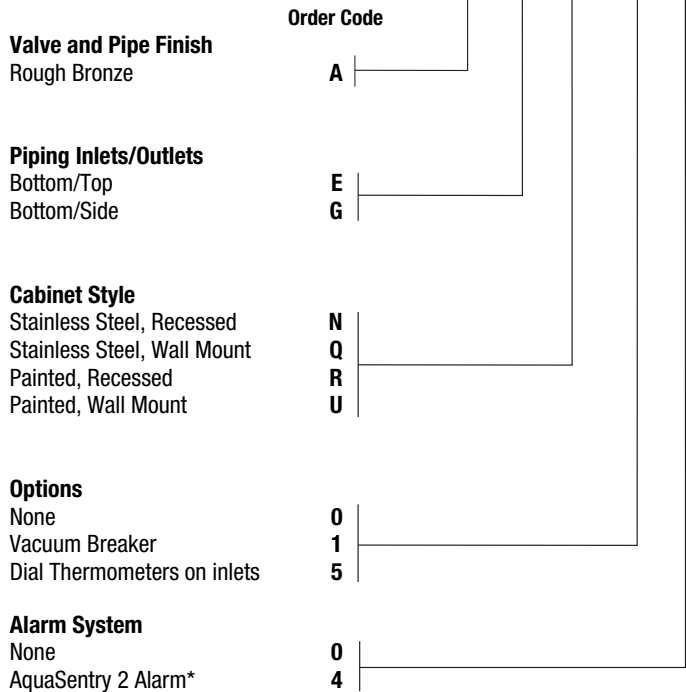 Order Code
Valve and Pipe Finish
Rough Bronze A
Piping Inlets/Outlets
Bottom/Top E
Bottom/Side G
Cabinet Style
Stainless Steel, Recessed N
Stainless Steel, Wall Mount Q
Painted, Recessed R
Painted, Wall Mount U
Options
None 0
Vacuum Breaker 1
Dial Thermometers on inlets 5
Alarm System
None 0
AquaSentry 2 Alarm* 4